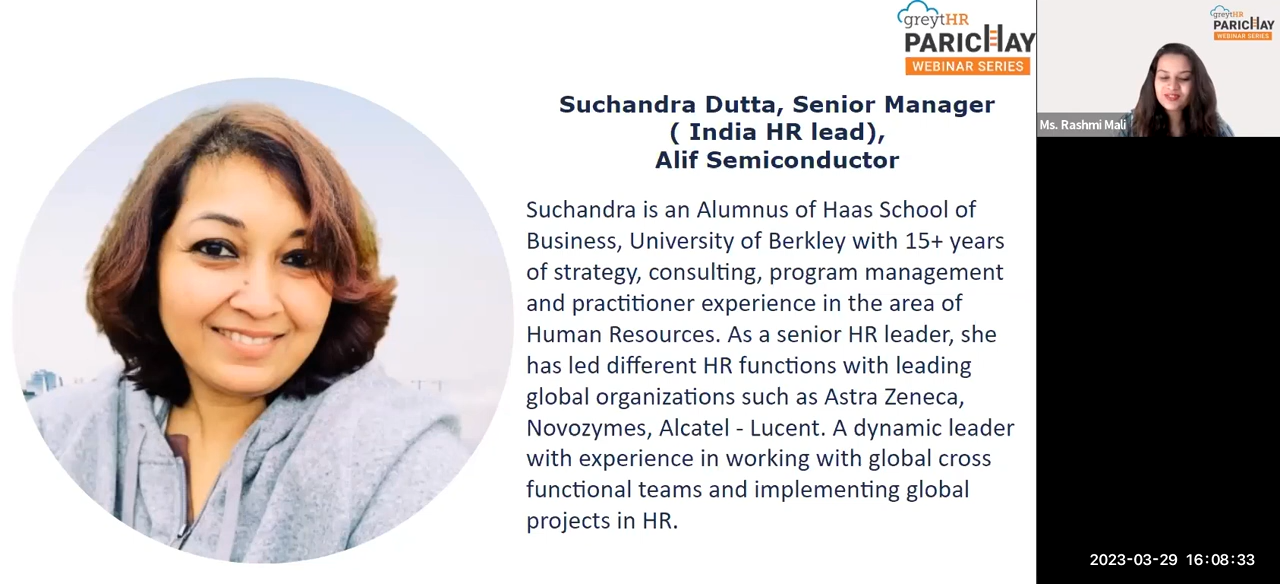 greytHR
PARICHAY
WEBINAR SERIES
Suchandra Dutta, Senior Manager
( India HR lead),
Alif Semiconductor
Suchandra is an Alumnus of Haas School of
Business, University of Berkley with 15+ years
of strategy, consulting, program management
and practitioner experience in the area of
Human Resources. As a senior HR leader, she
has led different HR functions with leading
global organizations such as Astra Zeneca,
Novozymes, Alcatel - Lucent. A dynamic leader
with experience in working with global cross
functional teams and implementing global
projects in HR.
greytHR
PARICHAY
WEBINAR SERIES
Ms. Rashmi Mali
2023-03-29 16:08:33